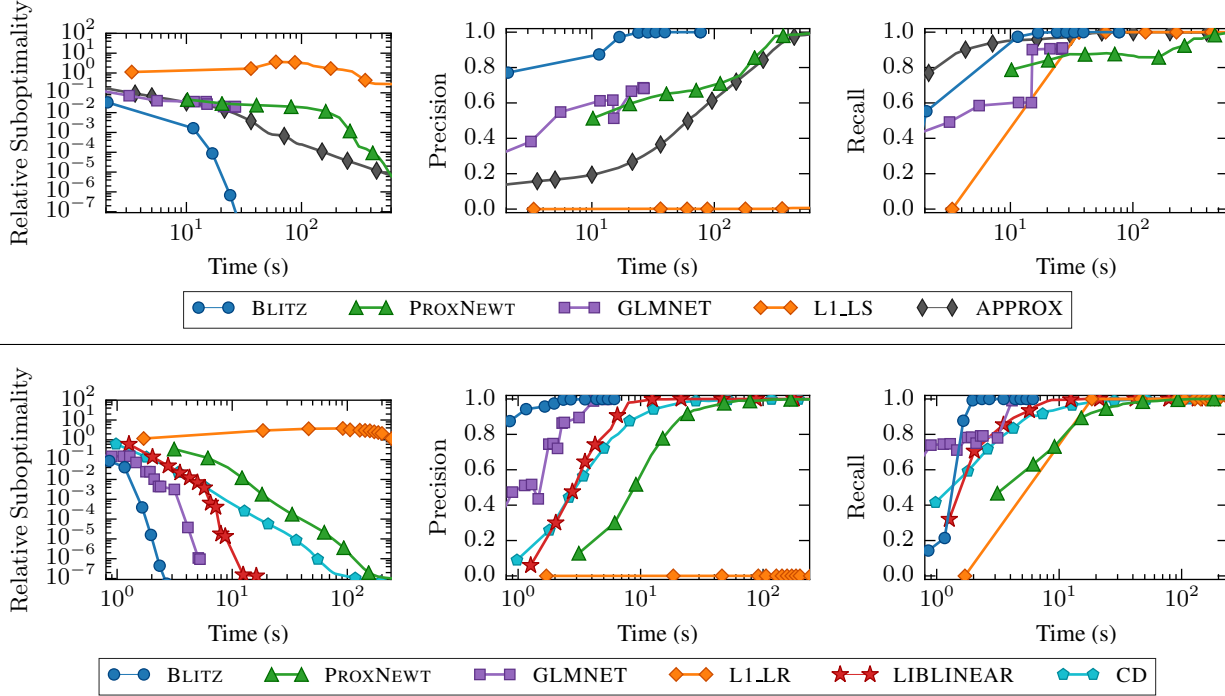 Relative Suboptimality
10^2
10^1
10^0
10^-1
10^-2
10^-3
10^-4
10^-5
10^-6
10^-7
10^1 10^2
Time (s)
Precision
1.0
0.8
0.6
0.4
0.2
0.0
10^1 10^2
Time (s)
Recall
1.0
0.8
0.6
0.4
0.2
0.0
10^1 10^2
Time (s)
BLITZ PROXNEWT GLMNET L1_LS APPROX
Relative Suboptimality
10^2
10^1
10^0
10^-1
10^-2
10^-3
10^-4
10^-5
10^-6
10^-7
10^0 10^1 10^2
Time (s)
Precision
1.0
0.8
0.6
0.4
0.2
0.0
10^0 10^1 10^2
Time (s)
Recall
1.0
0.8
0.6
0.4
0.2
0.0
10^0 10^1 10^2
Time (s)
BLITZ PROXNEWT GLMNET L1_LR LIBLINEAR CD